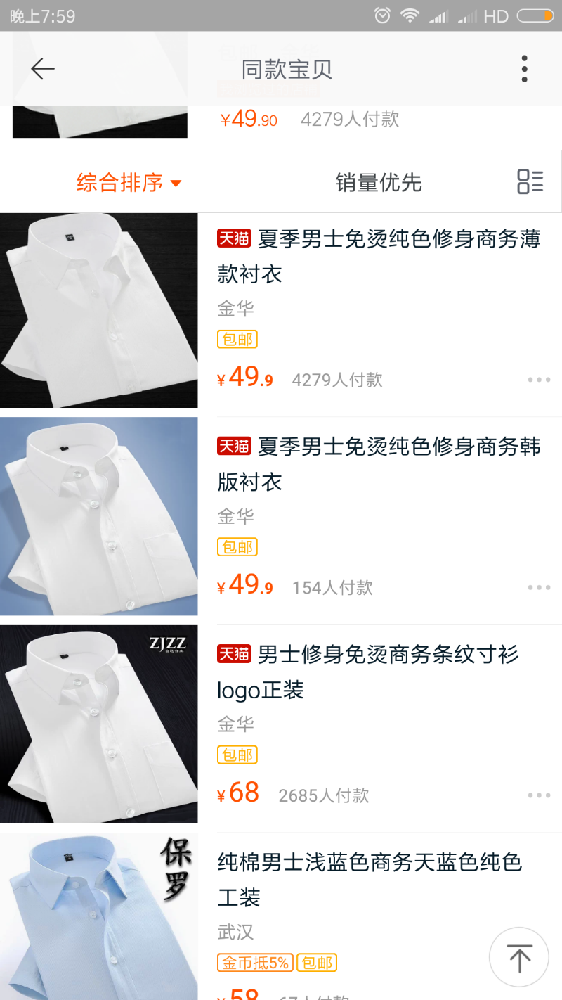 晚上7:59
HD
同款宝贝
¥49.90 4279人付款
综合排序 销量优先
天猫 夏季男士免烫纯色修身商务薄
款衬衣
金华
包邮
¥49.9 4279人付款
天猫 夏季男士免烫纯色修身商务韩
版衬衣
金华
包邮
¥49.9 154人付款
ZJZZ
天猫 男士修身免烫商务条纹寸衫
logo正装
金华
包邮
¥68 2685人付款
保罗
纯棉男士浅蓝色商务天蓝色纯色
工装
武汉
金币抵5% 包邮
¥58 67人付款